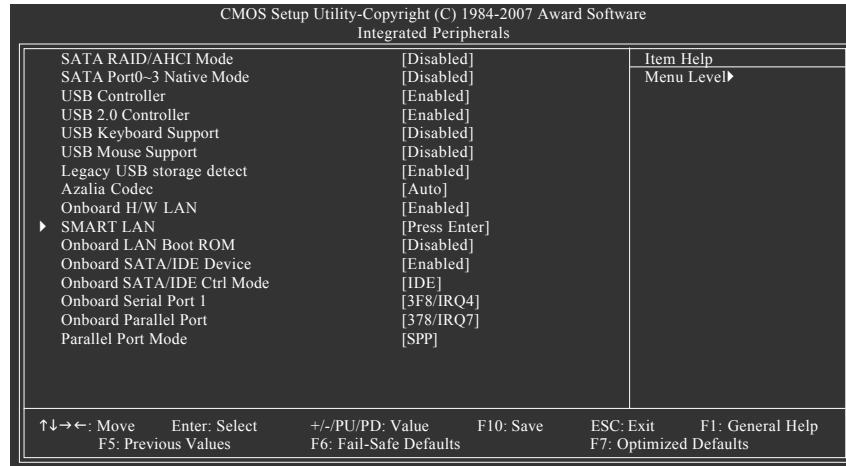 CMOS Setup Utility-Copyright (C) 1984-2007 Award Software
Integrated Peripherals
SATA RAID/AHCI Mode [Disabled] Item Help
SATA Port0~3 Native Mode [Disabled] Menu Level▶
USB Controller [Enabled]
USB 2.0 Controller [Enabled]
USB Keyboard Support [Disabled]
USB Mouse Support [Disabled]
Legacy USB storage detect [Enabled]
Azalia Codec [Auto]
Onboard H/W LAN [Enabled]
▶ SMART LAN [Press Enter]
Onboard LAN Boot ROM [Disabled]
Onboard SATA/IDE Device [Enabled]
Onboard SATA/IDE Ctrl Mode [IDE]
Onboard Serial Port 1 [3F8/IRQ4]
Onboard Parallel Port [378/IRQ7]
Parallel Port Mode [SPP]
↑↓→←: Move Enter: Select +/-/PU/PD: Value F10: Save ESC: Exit F1: General Help
F5: Previous Values F6: Fail-Safe Defaults F7: Optimized Defaults